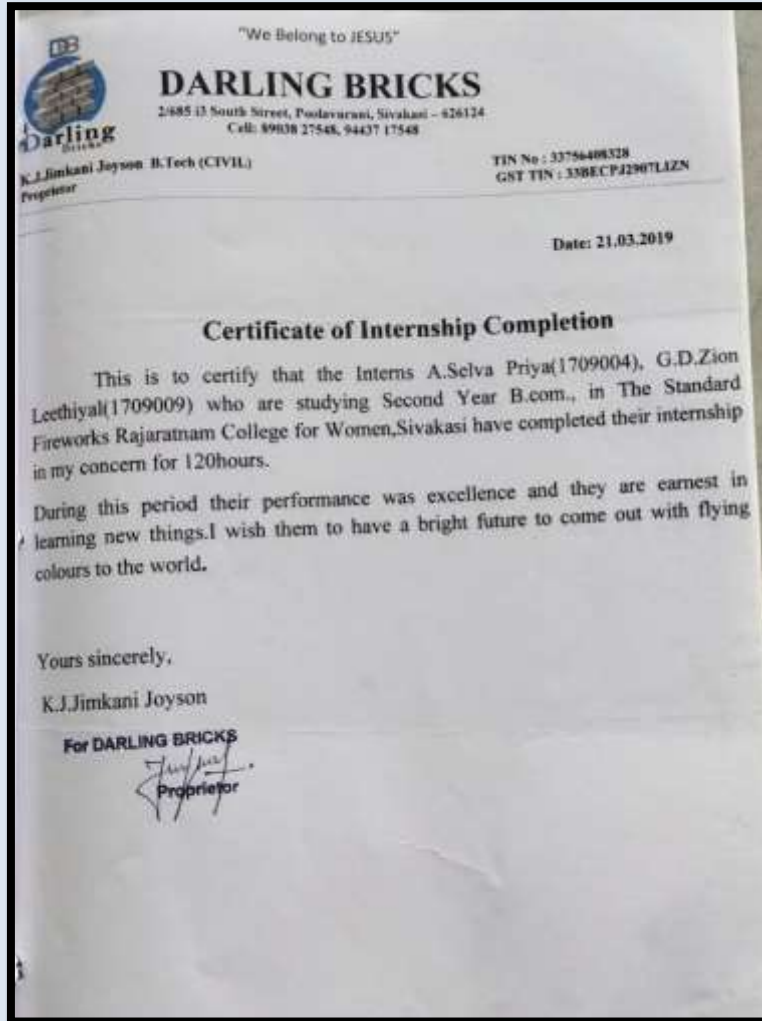 "We Belong to JESUS"
DB
Darling
Bricks
DARLING BRICKS
2/685 i3 South Street, Poolavurani, Sivakasi – 626124
Cell: 89038 27548, 94437 17548
K.J.Jimkani Joyson B.Tech (CIVIL)
Proprietor
TIN No : 33756408328
GST TIN : 33BECPJ2907L1ZN
Date: 21.03.2019
Certificate of Internship Completion
This is to certify that the Interns A.Selva Priya(1709004), G.D.Zion
Leethiyal(1709009) who are studying Second Year B.com., in The Standard
Fireworks Rajaratnam College for Women,Sivakasi have completed their internship
in my concern for 120hours.
During this period their performance was excellence and they are earnest in
learning new things.I wish them to have a bright future to come out with flying
colours to the world.
Yours sincerely,
K.J.Jimkani Joyson
For DARLING BRICKS
Proprietor